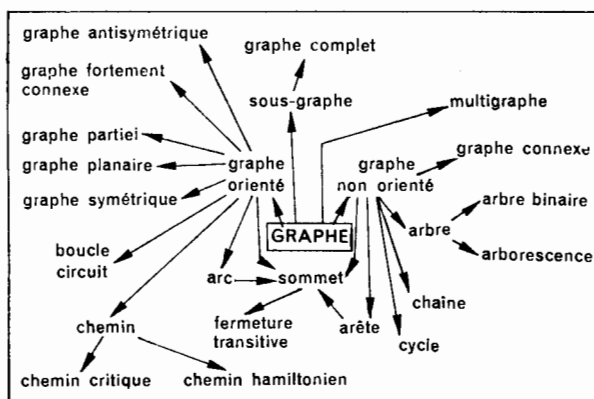 graphe antisymétrique
graphe complet
graphe fortement
connexe
sous-graphe
multigraphe
graphe partiel
graphe planaire
graphe
orienté
graphe
non orienté
graphe connexe
graphe symétrique
arbre binaire
GRAPHE
arbre
boucle
circuit
arborescence
arc
sommet
chaîne
fermeture
transitive
arête
chemin
cycle
chemin critique
chemin hamiltonien